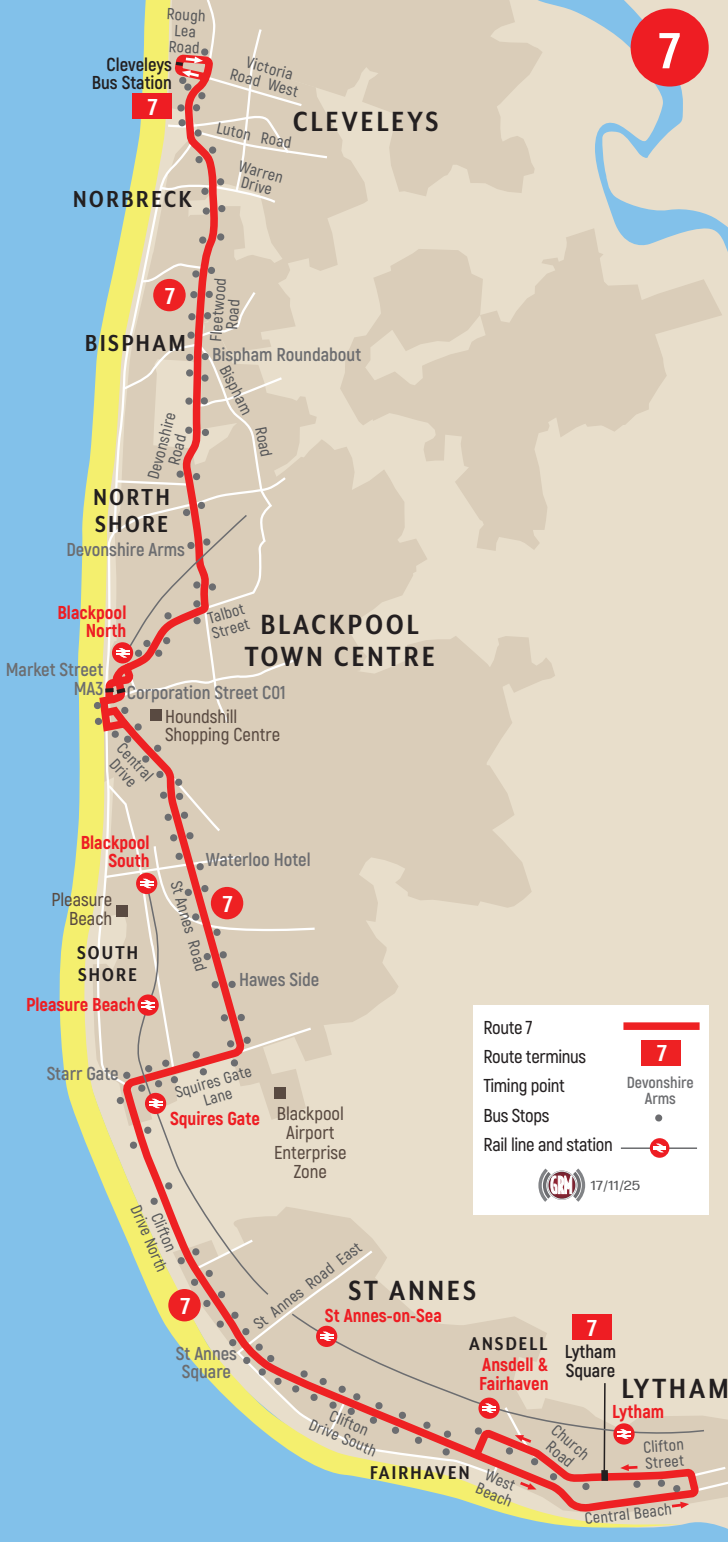 7
Rough
Lea
Road
Cleveleys
Bus Station
7
Victoria
Road West
CLEVELEYS
Luton Road
Warren
Drive
NORBRECK
7
Fleetwood
Road
BISPHAM
Bispham Roundabout
Bispham
Road
Devonshire
Road
NORTH
SHORE
Devonshire Arms
Blackpool
North
Talbot
Street
BLACKPOOL
TOWN CENTRE
Market Street
MA3
Corporation Street C01
Houndshill
Shopping Centre
Central
Drive
Blackpool
South
Waterloo Hotel
Pleasure
Beach
St Annes Road
7
SOUTH
SHORE
Hawes Side
Pleasure Beach
Starr Gate
Squires Gate
Lane
Squires Gate
Blackpool
Airport
Enterprise
Zone
Route 7
Route terminus
7
Timing point
Devonshire
Arms
Bus Stops
Rail line and station
GRM
17/11/25
Clifton
Drive North
7
St Annes Road East
ST ANNES
St Annes-on-Sea
St Annes
Square
Clifton
Drive South
ANSDELL
Ansdell &
Fairhaven
7
Lytham
Square
LYTHAM
Lytham
Church
Road
Clifton
Street
FAIRHAVEN
West
Beach
Central Beach